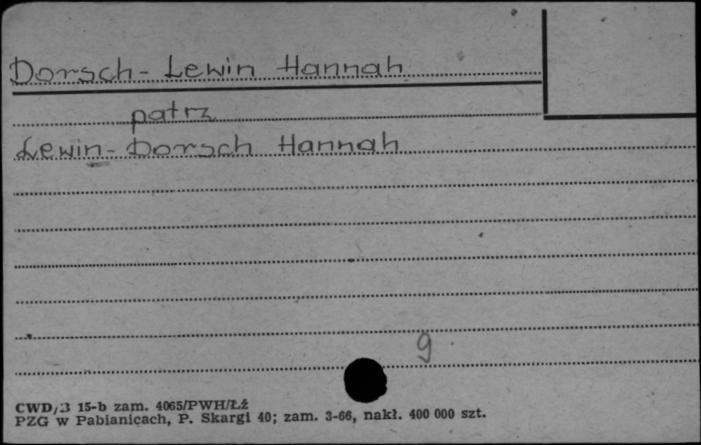 Dorsch-Lewin Hannah
patrz
Lewin-Dorsch Hannah
9
CWD/3 15-b zam. 4065/PWH/Łż
PZG w Pabianicach, P. Skargi 40; zam. 3-66, nakł. 400 000 szt.